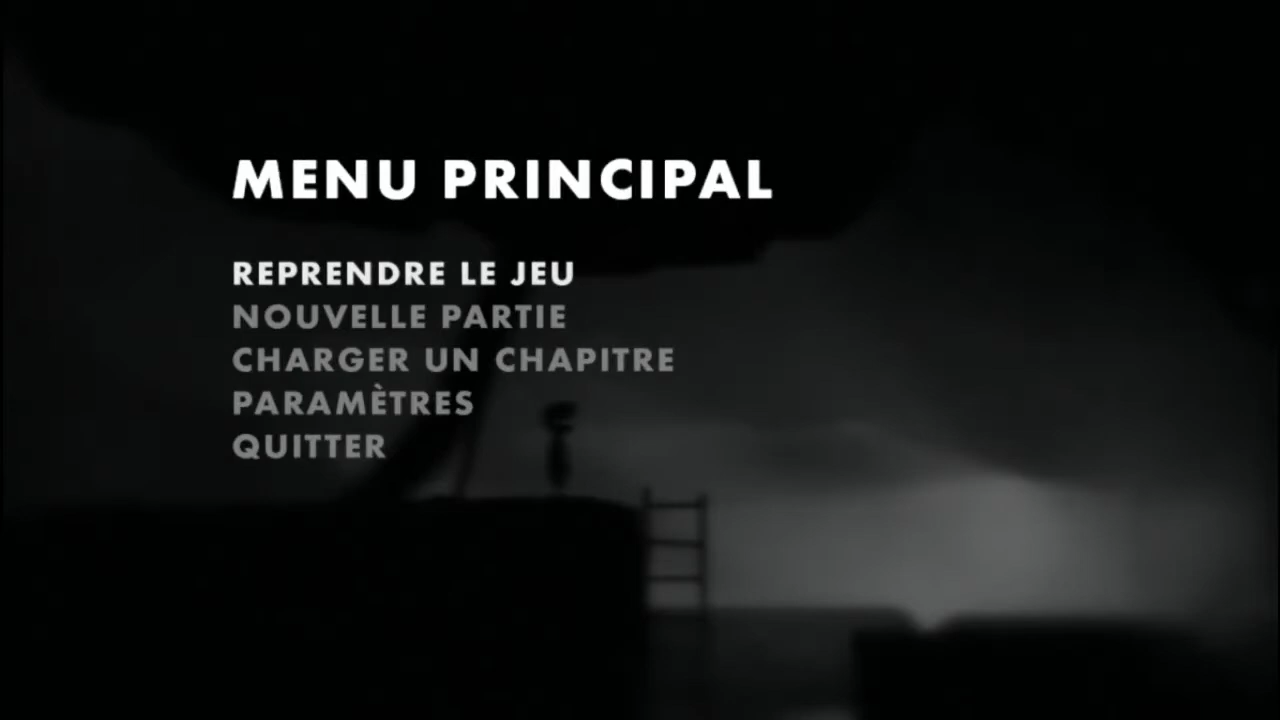 MENU PRINCIPAL
REPRENDRE LE JEU
NOUVELLE PARTIE
CHARGER UN CHAPITRE
PARAMÈTRES
QUITTER